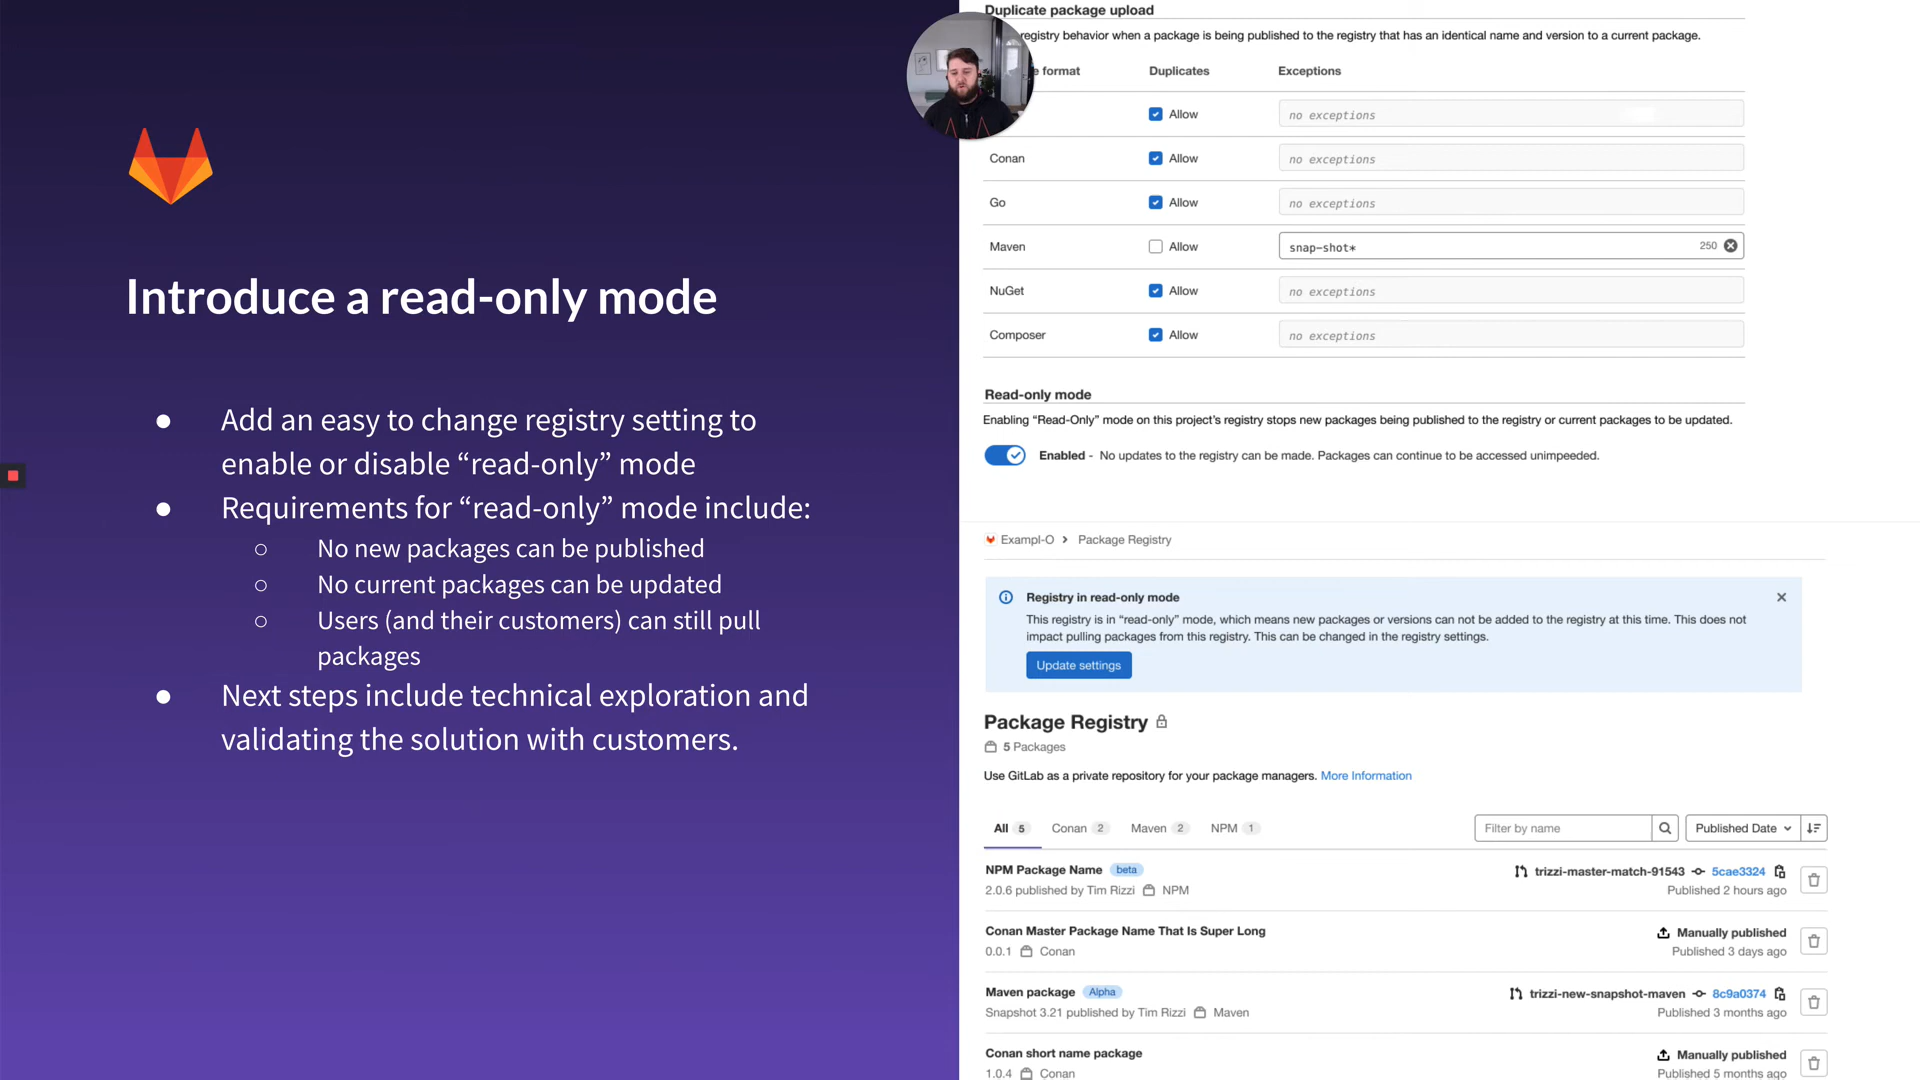 Introduce a read-only mode
● Add an easy to change registry setting to
enable or disable “read-only” mode
● Requirements for “read-only” mode include:
○ No new packages can be published
○ No current packages can be updated
○ Users (and their customers) can still pull
packages
● Next steps include technical exploration and
validating the solution with customers.
Duplicate package upload
registry behavior when a package is being published to the registry that has an identical name and version to a current package.
format Duplicates Exceptions
Allow no exceptions
Conan Allow no exceptions
Go Allow no exceptions
Maven Allow snap-shot* 250
NuGet Allow no exceptions
Composer Allow no exceptions
Read-only mode
Enabling “Read-Only” mode on this project's registry stops new packages being published to the registry or current packages to be updated.
Enabled - No updates to the registry can be made. Packages can continue to be accessed unimpeded.
Exampl-O > Package Registry
Registry in read-only mode
This registry is in “read-only” mode, which means new packages or versions can not be added to the registry at this time. This does not
impact pulling packages from this registry. This can be changed in the registry settings.
Update settings
Package Registry
5 Packages
Use GitLab as a private repository for your package managers. More Information
All 5 Conan 2 Maven 2 NPM 1 Filter by name Published Date
NPM Package Name beta trizzi-master-match-91543 5cae3324
2.0.6 published by Tim Rizzi NPM Published 2 hours ago
Conan Master Package Name That Is Super Long Manually published
0.0.1 Conan Published 3 days ago
Maven package Alpha trizzi-new-snapshot-maven 8c9a0374
Snapshot 3.21 published by Tim Rizzi Maven Published 3 months ago
Conan short name package Manually published
1.0.4 Conan Published 5 months ago